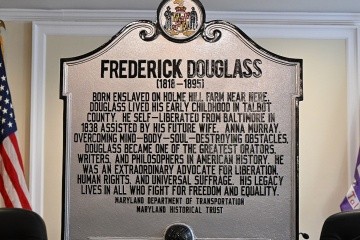 FREDERICK DOUGLASS
(1818-1895)
BORN ENSLAVED ON HOLME HILL FARM NEAR HERE,
DOUGLASS LIVED HIS EARLY CHILDHOOD IN TALBOT
COUNTY. HE SELF-LIBERATED FROM BALTIMORE IN
1838 ASSISTED BY HIS FUTURE WIFE, ANNA MURRAY.
OVERCOMING MIND-BODY-SOUL-DESTROYING OBSTACLES,
DOUGLASS BECAME ONE OF THE GREATEST ORATORS,
WRITERS, AND PHILOSOPHERS IN AMERICAN HISTORY. HE
WAS AN EXTRAORDINARY ADVOCATE FOR LIBERATION,
HUMAN RIGHTS, AND UNIVERSAL SUFFRAGE. HIS LEGACY
LIVES IN ALL WHO FIGHT FOR FREEDOM AND EQUALITY.
MARYLAND DEPARTMENT OF TRANSPORTATION
MARYLAND HISTORICAL TRUST